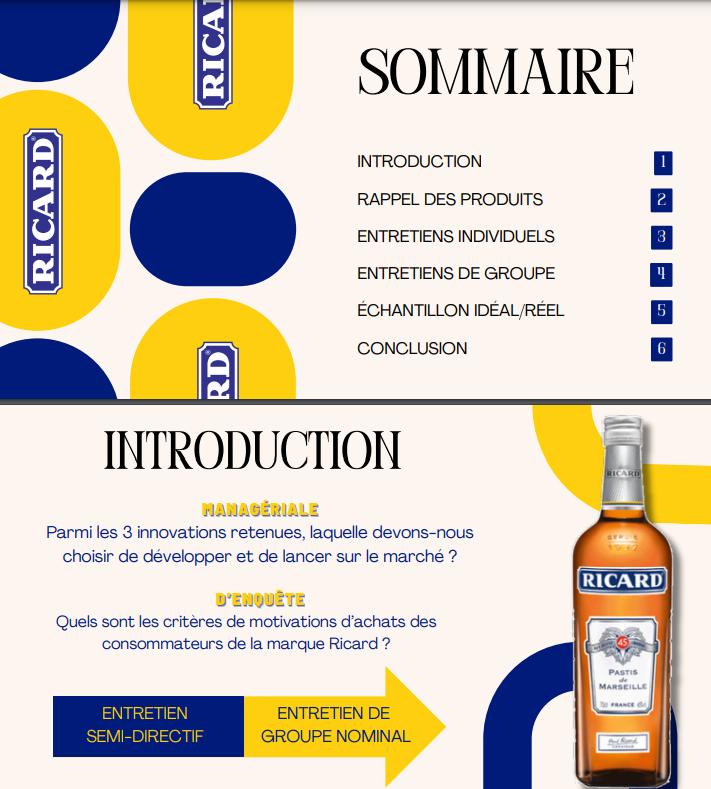 RICARD
RICARD
SOMMAIRE
INTRODUCTION 1
RAPPEL DES PRODUITS 2
ENTRETIENS INDIVIDUELS 3
ENTRETIENS DE GROUPE 4
ÉCHANTILLON IDÉAL/RÉEL 5
CONCLUSION 6
INTRODUCTION
MANAGÉRIALE
Parmi les 3 innovations retenues, laquelle devons-nous
choisir de développer et de lancer sur le marché ?
D'ENQUÊTE
Quels sont les critères de motivations d'achats des
consommateurs de la marque Ricard ?
ENTRETIEN
SEMI-DIRECTIF
ENTRETIEN DE
GROUPE NOMINAL
RICARD
DEPUIS
1932
RICARD
45
PASTIS
de
MARSEILLE
FRANCE